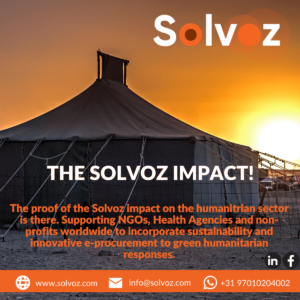 Solvoz
THE SOLVOZ IMPACT!
The proof of the Solvoz impact on the humanitrian sector
is there. Supporting NGOs, Health Agencies and non-
profits worldwide to incorporate sustainability and
innovative e-procurement to green humanitarian
responses.
in f
www.solvoz.com info@solvoz.com +31 97010204002